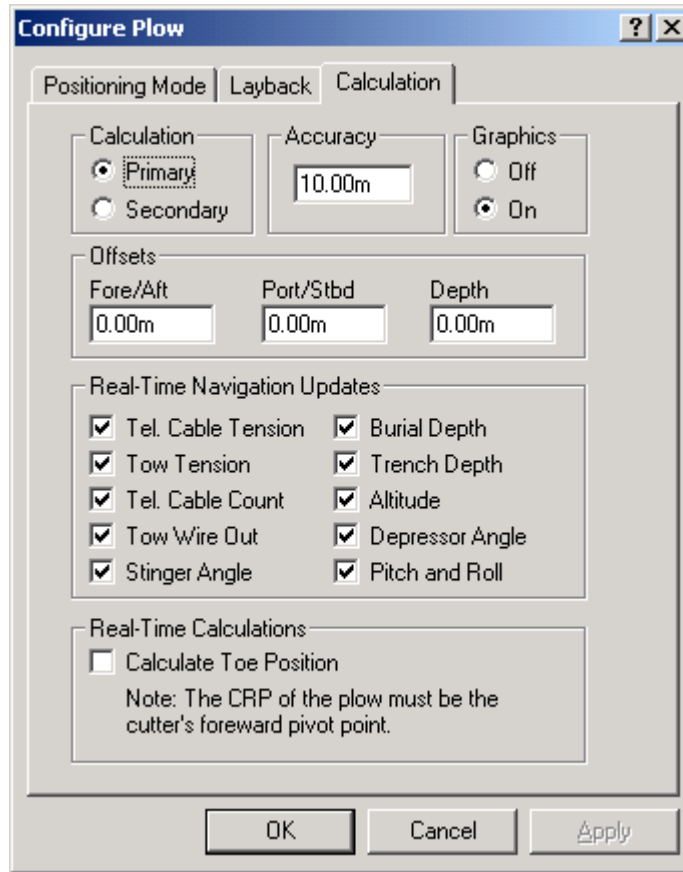 Configure Plow
Positioning Mode Layback Calculation
Calculation Accuracy Graphics
Primary 10.00m Off
Secondary On
Offsets
Fore/Aft Port/Stbd Depth
0.00m 0.00m 0.00m
Real-Time Navigation Updates
Tel. Cable Tension Burial Depth
Tow Tension Trench Depth
Tel. Cable Count Altitude
Tow Wire Out Depressor Angle
Stinger Angle Pitch and Roll
Real-Time Calculations
Calculate Toe Position
Note: The CRP of the plow must be the
cutter's foreward pivot point.
OK Cancel Apply